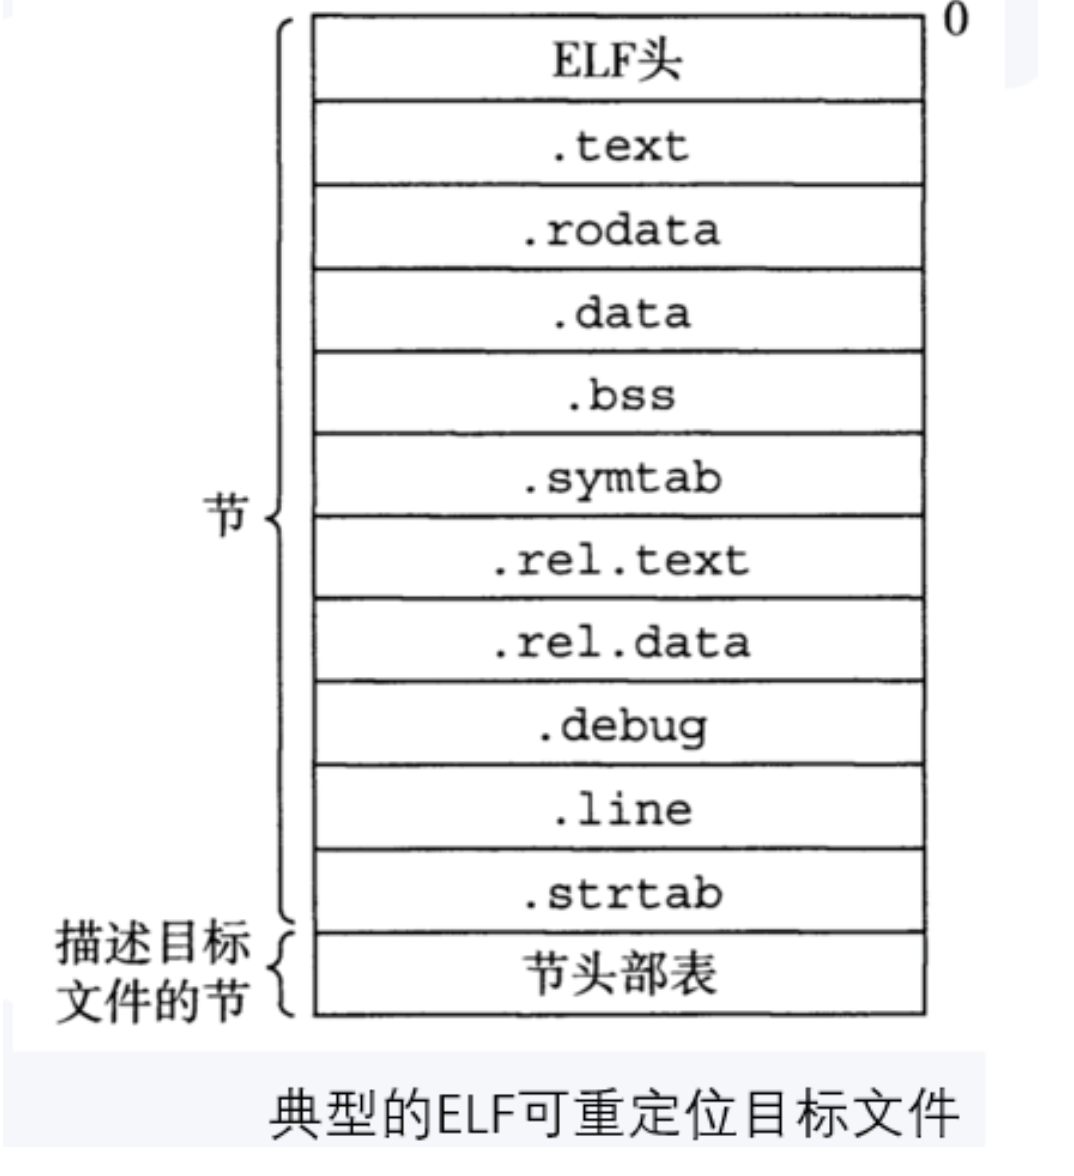 0
ELF头
.text
.rodata
.data
.bss
.symtab
节
.rel.text
.rel.data
.debug
.line
.strtab
描述目标
文件的节
节头部表
典型的ELF可重定位目标文件